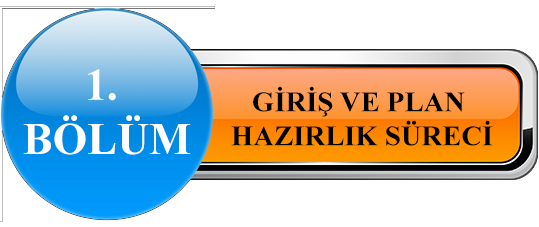 1.
BÖLÜM
GİRİŞ VE PLAN
HAZIRLIK SÜRECİ